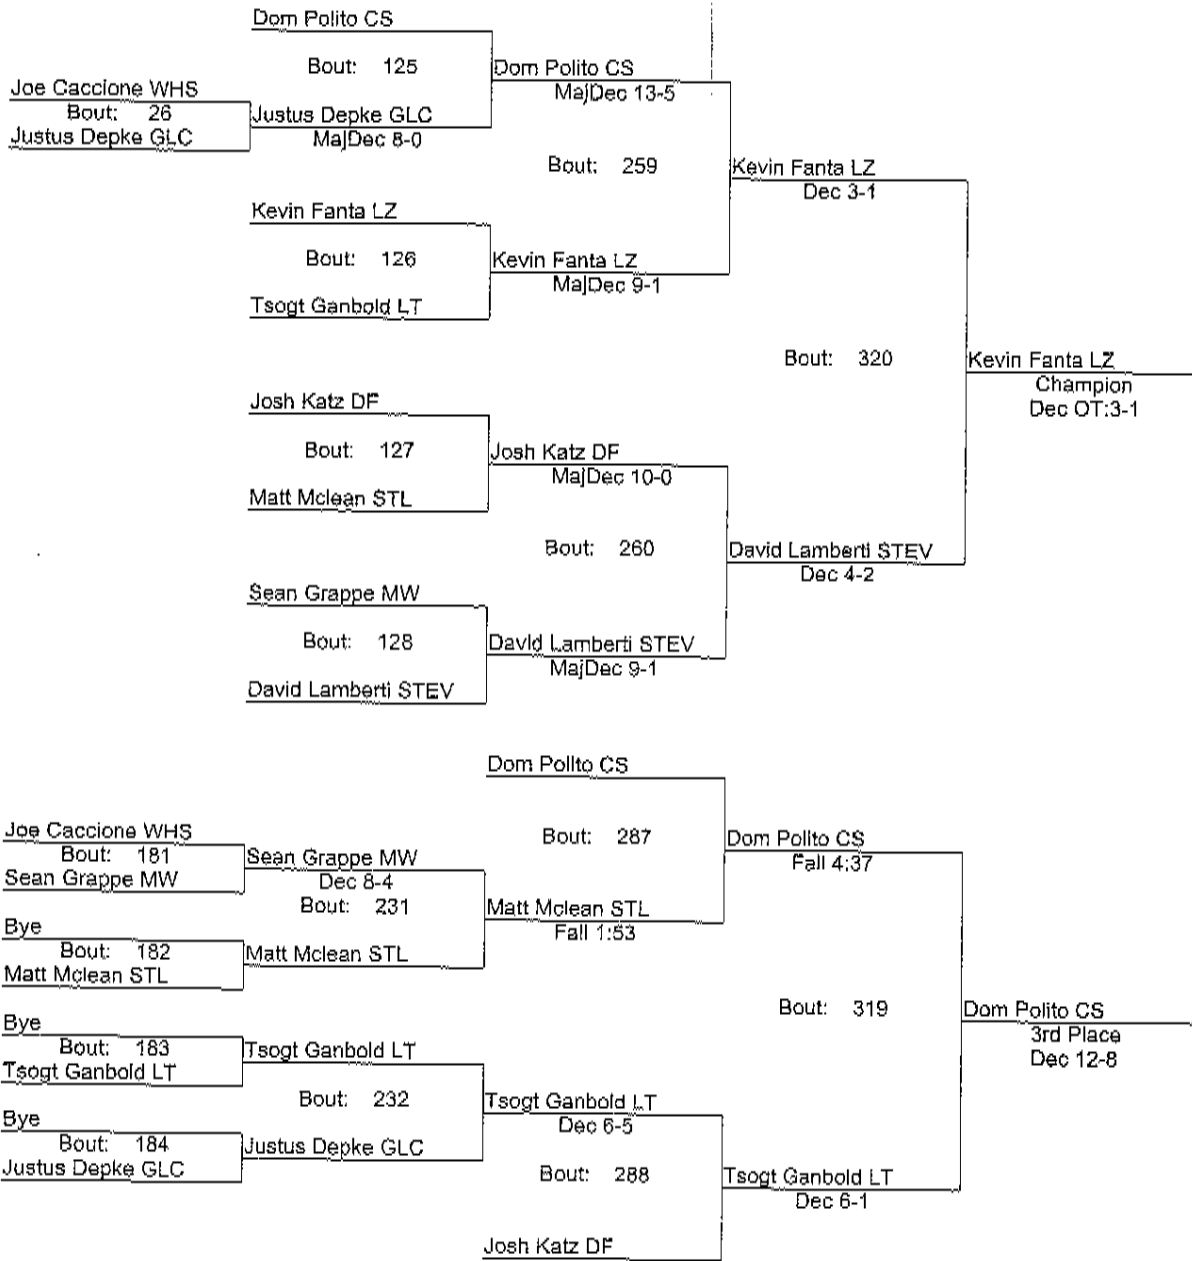 Dom Polito CS
Bout: 125
Dom Polito CS
MajDec 13-5
Joe Caccione WHS
Bout: 26
Justus Depke GLC
Justus Depke GLC
MajDec 8-0
Bout: 259
Kevin Fanta LZ
Dec 3-1
Kevin Fanta LZ
Bout: 126
Kevin Fanta LZ
MajDec 9-1
Tsogt Ganbold LT
Bout: 320
Kevin Fanta LZ
Champion
Dec OT:3-1
Josh Katz DF
Bout: 127
Josh Katz DF
MajDec 10-0
Matt Mclean STL
Bout: 260
David Lamberti STEV
Dec 4-2
Sean Grappe MW
Bout: 128
David Lamberti STEV
MajDec 9-1
David Lamberti STEV
Dom Polito CS
Bout: 287
Dom Polito CS
Fall 4:37
Joe Caccione WHS
Bout: 181
Sean Grappe MW
Sean Grappe MW
Dec 8-4
Bout: 231
Matt Mclean STL
Fall 1:53
Bye
Bout: 182
Matt Mclean STL
Matt Mclean STL
Bout: 319
Dom Polito CS
3rd Place
Dec 12-8
Bye
Bout: 183
Tsogt Ganbold LT
Tsogt Ganbold LT
Bout: 232
Tsogt Ganbold LT
Dec 6-5
Bye
Bout: 184
Justus Depke GLC
Justus Depke GLC
Bout: 288
Tsogt Ganbold LT
Dec 6-1
Josh Katz DF